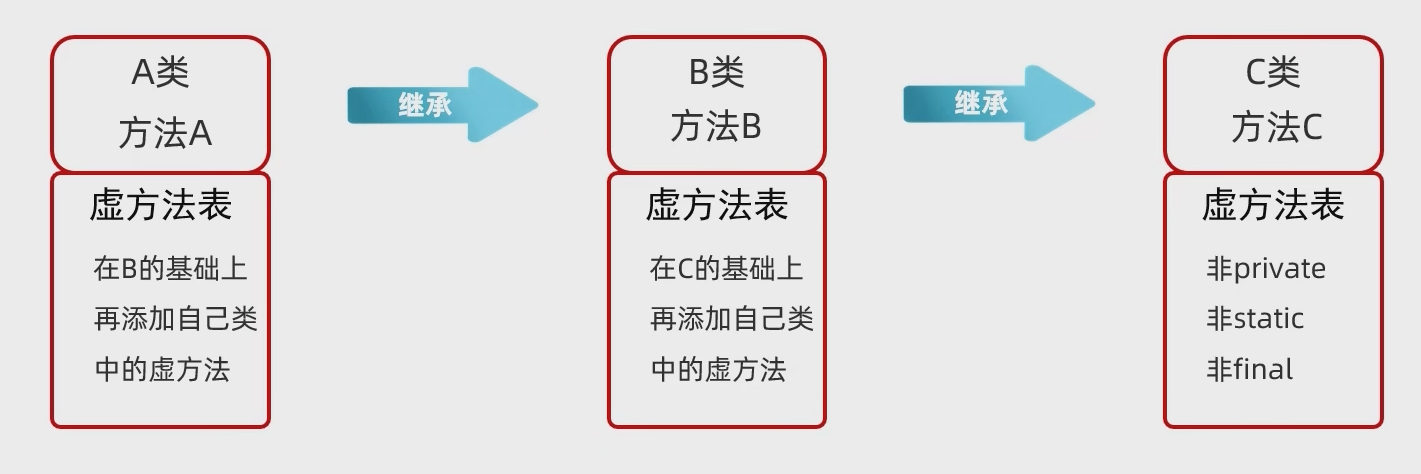 A类
方法A
继承
B类
方法B
继承
C类
方法C
虚方法表
在B的基础上
再添加自己类
中的虚方法
虚方法表
在C的基础上
再添加自己类
中的虚方法
虚方法表
非private
非static
非final